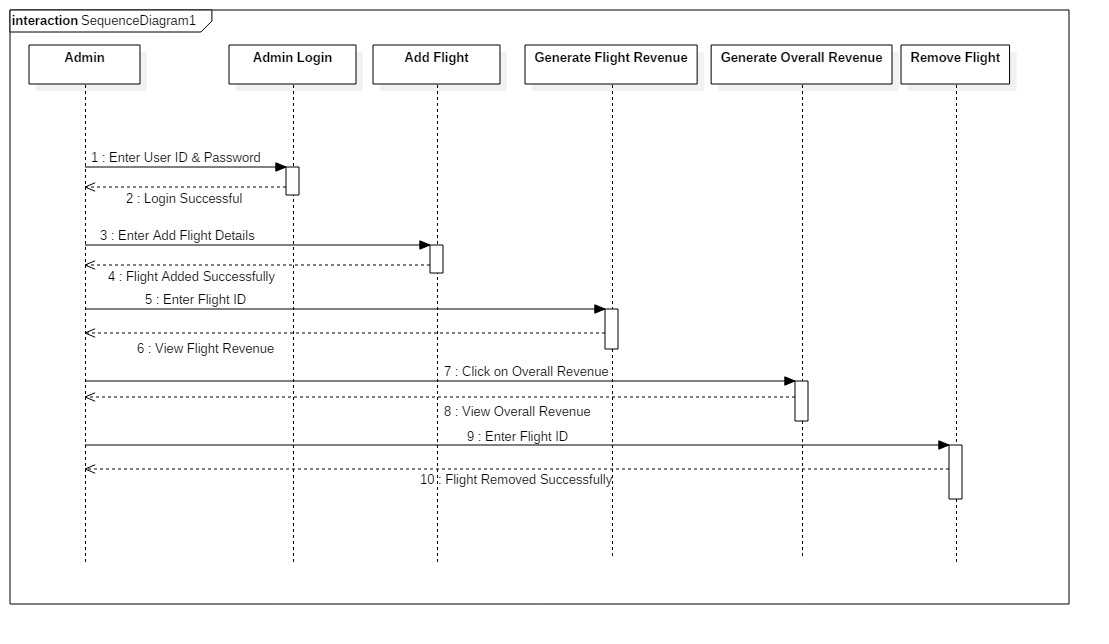 interaction SequenceDiagram1
Admin
Admin Login
Add Flight
Generate Flight Revenue
Generate Overall Revenue
Remove Flight
1 : Enter User ID & Password
2 : Login Successful
3 : Enter Add Flight Details
4 : Flight Added Successfully
5 : Enter Flight ID
6 : View Flight Revenue
7 : Click on Overall Revenue
8 : View Overall Revenue
9 : Enter Flight ID
10 : Flight Removed Successfully